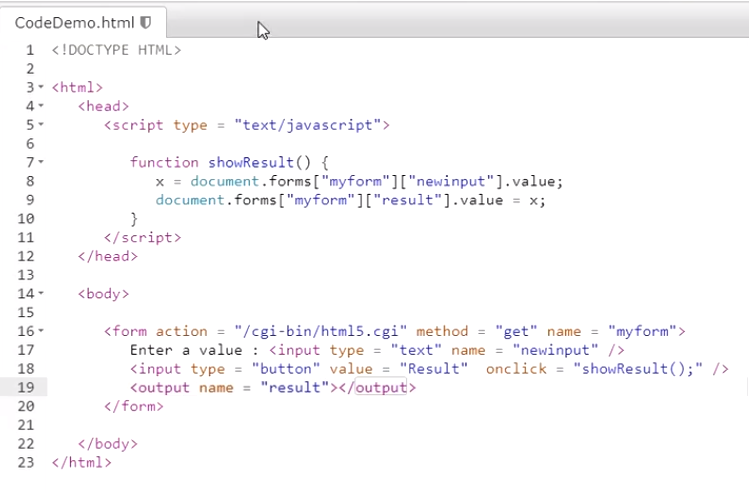 CodeDemo.html
1 <!DOCTYPE HTML>
2
3 <html>
4 <head>
5 <script type = "text/javascript">
6
7 function showResult() {
8 x = document.forms["myform"]["newinput"].value;
9 document.forms["myform"]["result"].value = x;
10 }
11 </script>
12 </head>
13
14 <body>
15
16 <form action = "/cgi-bin/html5.cgi" method = "get" name = "myform">
17 Enter a value : <input type = "text" name = "newinput" />
18 <input type = "button" value = "Result"  onclick = "showResult();" />
19 <output name = "result"></output>
20 </form>
21
22 </body>
23 </html>